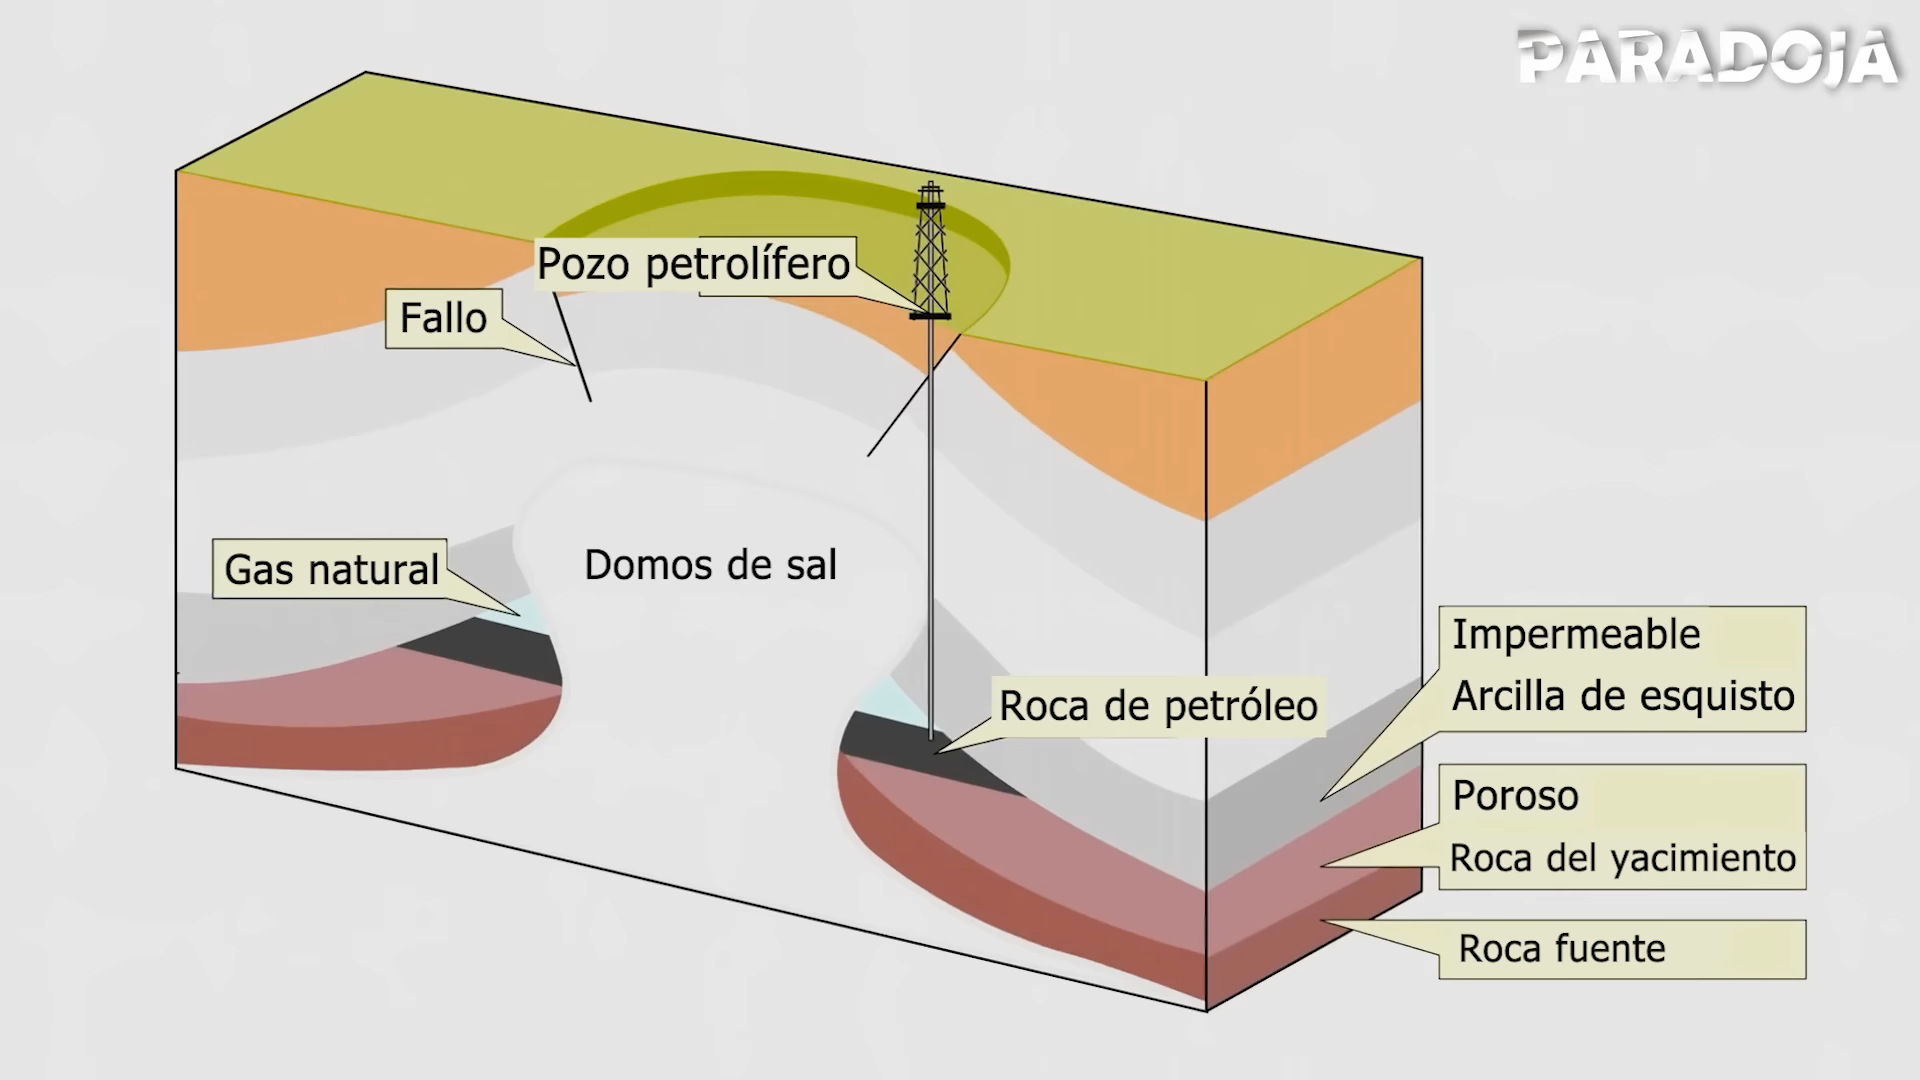 PARADOJA
Pozo petrolífero
Fallo
Gas natural
Domos de sal
Roca de petróleo
Impermeable
Arcilla de esquisto
Poroso
Roca del yacimiento
Roca fuente